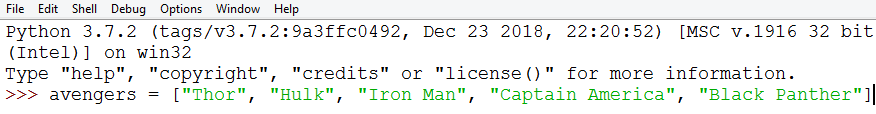 File Edit Shell Debug Options Window Help
Python 3.7.2 (tags/v3.7.2:9a3ffc0492, Dec 23 2018, 22:20:52) [MSC v.1916 32 bit
(Intel)] on win32
Type "help", "copyright", "credits" or "license()" for more information.
>>> avengers = ["Thor", "Hulk", "Iron Man", "Captain America", "Black Panther"]